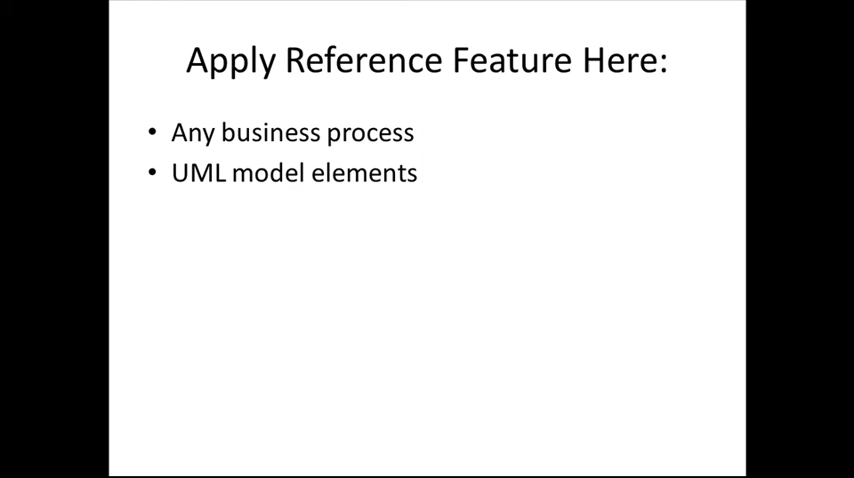 Apply Reference Feature Here:
• Any business process
• UML model elements